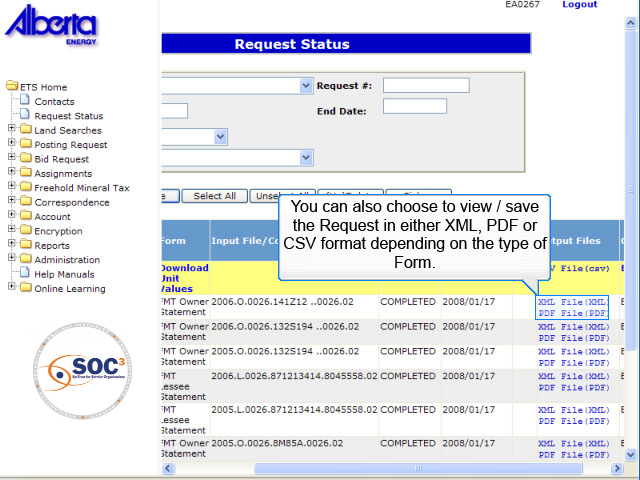 EA0267 Logout
Alberta
ENERGY
Request Status
ETS Home
Contacts
Request Status
Land Searches
Posting Request
Bid Request
Assignments
Freehold Mineral Tax
Correspondence
Account
Encryption
Reports
Administration
Help Manuals
Online Learning
SOC3
Request #:
End Date:
Select All
You can also choose to view / save
the Request in either XML, PDF or
CSV format depending on the type of
Form.
Form Input File/Co tput Files
Download V File(csv)
Unit
Values
FMT Owner 2006.O.0026.141Z12 ..0026.02 COMPLETED 2008/01/17 XML File(XML)
Statement PDF File(PDF)
FMT Owner 2006.O.0026.132S194 ..0026.02 COMPLETED 2008/01/17 XML File(XML)
Statement PDF File(PDF)
FMT Owner 2005.O.0026.132S194 ..0026.02 COMPLETED 2008/01/17 XML File(XML)
Statement PDF File(PDF)
FMT 2006.L.0026.871213414.8045558.02 COMPLETED 2008/01/17 XML File(XML)
Lessee PDF File(PDF)
Statement
FMT 2005.L.0026.871213414.8045558.02 COMPLETED 2008/01/17 XML File(XML)
Lessee PDF File(PDF)
Statement
FMT Owner 2005.O.0026.8M85A.0026.02 COMPLETED 2008/01/17 XML File(XML)
Statement PDF File(PDF)